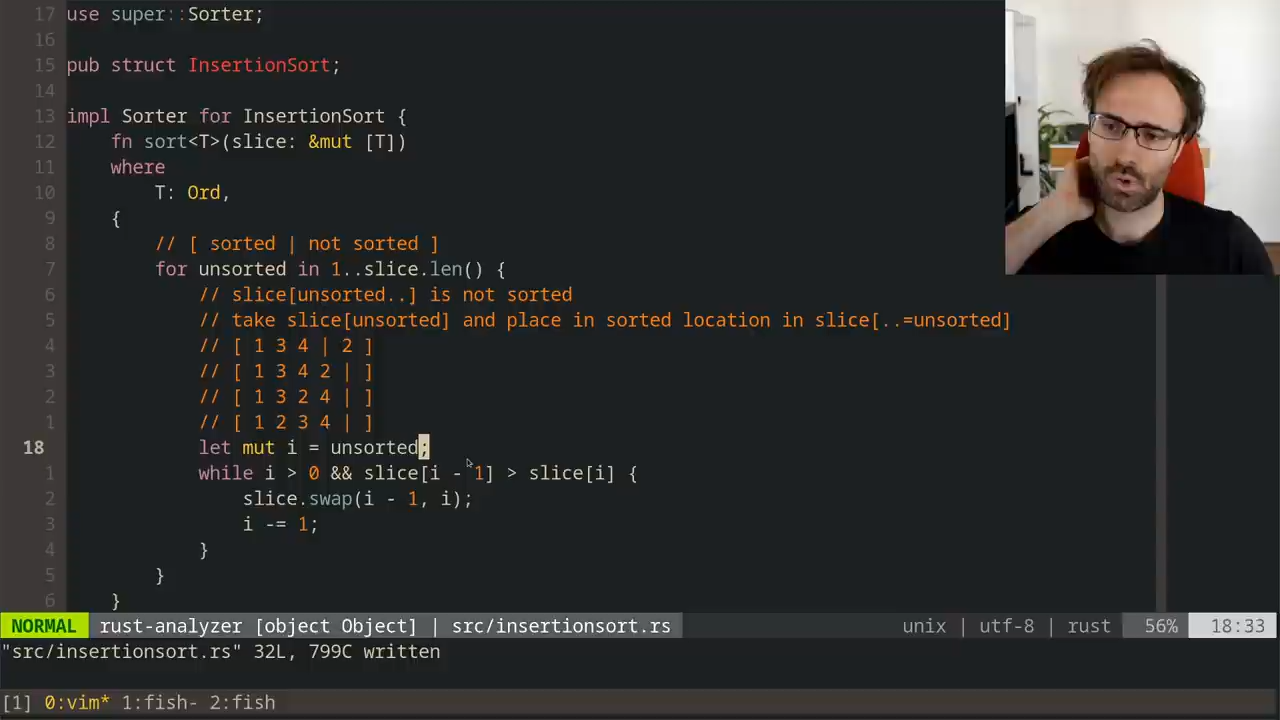 17 use super::Sorter;
16
15 pub struct InsertionSort;
14
13 impl Sorter for InsertionSort {
12     fn sort<T>(slice: &mut [T])
11     where
10         T: Ord,
9     {
8         // [ sorted | not sorted ]
7         for unsorted in 1..slice.len() {
6             // slice[unsorted..] is not sorted
5             // take slice[unsorted] and place in sorted location in slice[..=unsorted]
4             // [ 1 3 4 | 2 ]
3             // [ 1 3 4 2 | ]
2             // [ 1 3 2 4 | ]
1             // [ 1 2 3 4 | ]
18            let mut i = unsorted;
1             while i > 0 && slice[i - 1] > slice[i] {
2                 slice.swap(i - 1, i);
3                 i -= 1;
4             }
5         }
6     }
NORMAL rust-analyzer [object Object] | src/insertionsort.rs unix | utf-8 | rust 56% 18:33
"src/insertionsort.rs" 32L, 799C written
[1] 0:vim* 1:fish- 2:fish